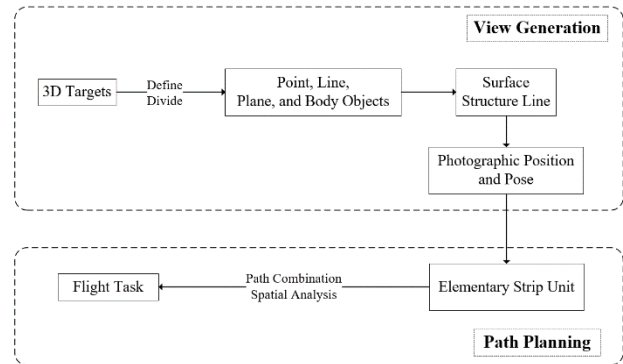 View Generation
3D Targets
Define
Divide
Point, Line,
Plane, and Body Objects
Surface
Structure Line
Photographic Position
and Pose
Flight Task
Path Combination
Spatial Analysis
Elementary Strip Unit
Path Planning